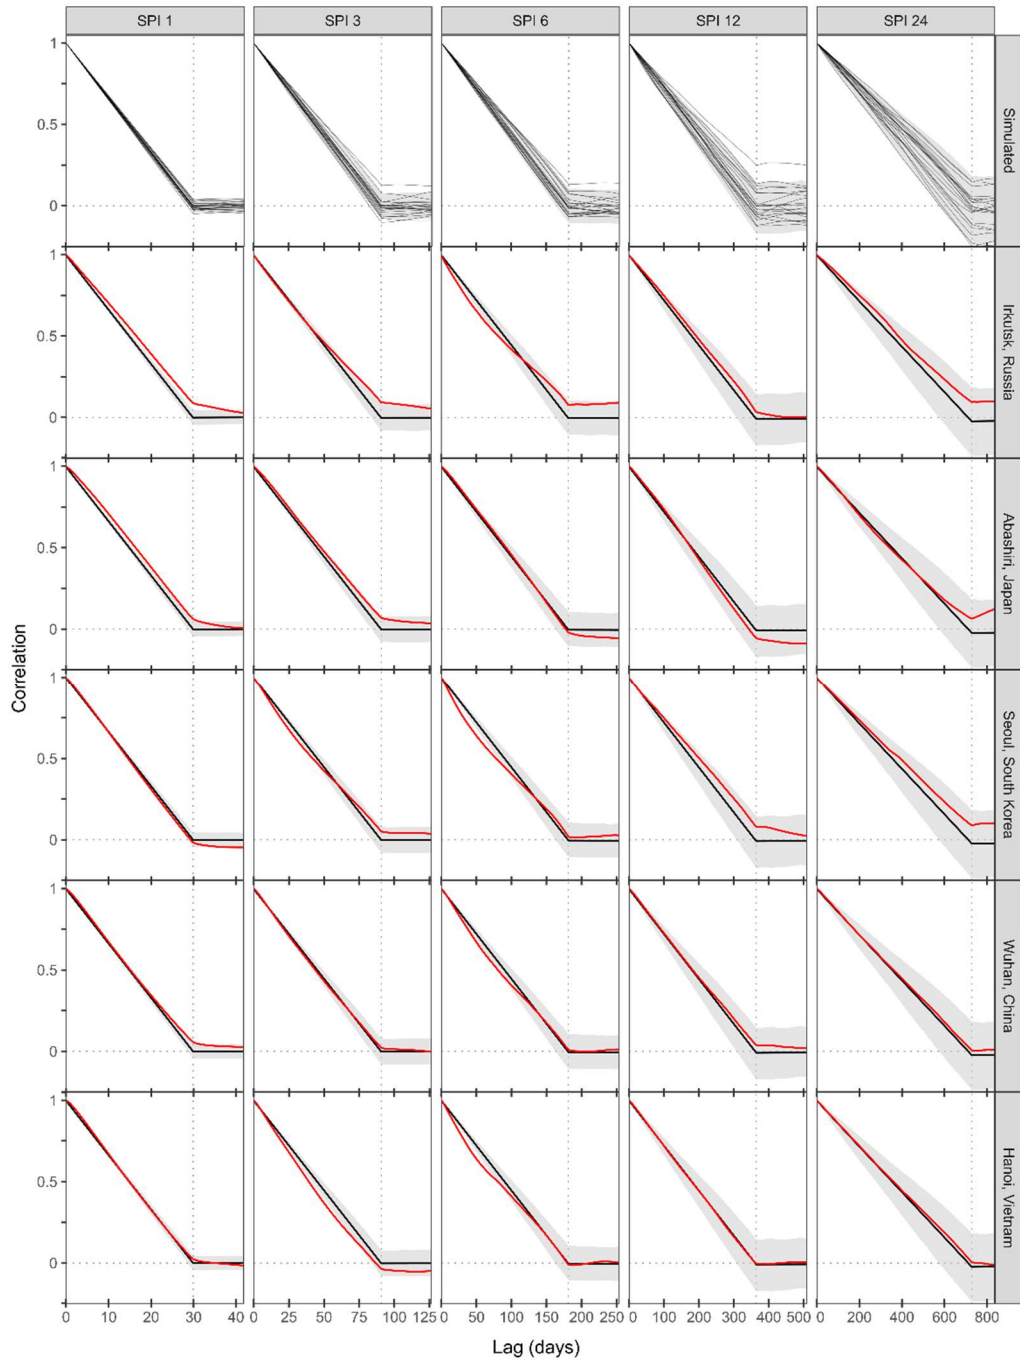 SPI 1 SPI 3 SPI 6 SPI 12 SPI 24
1
0.5
0
Simulated
1
0.5
0
Irkutsk, Russia
1
0.5
0
Abashiri, Japan
Correlation
1
0.5
0
Seoul, South Korea
1
0.5
0
Wuhan, China
1
0.5
0
Hanoi, Vietnam
0 10 20 30 40 0 25 50 75 100 125 0 50 100 150 200 250 0 100 200 300 400 500 0 200 400 600 800
Lag (days)